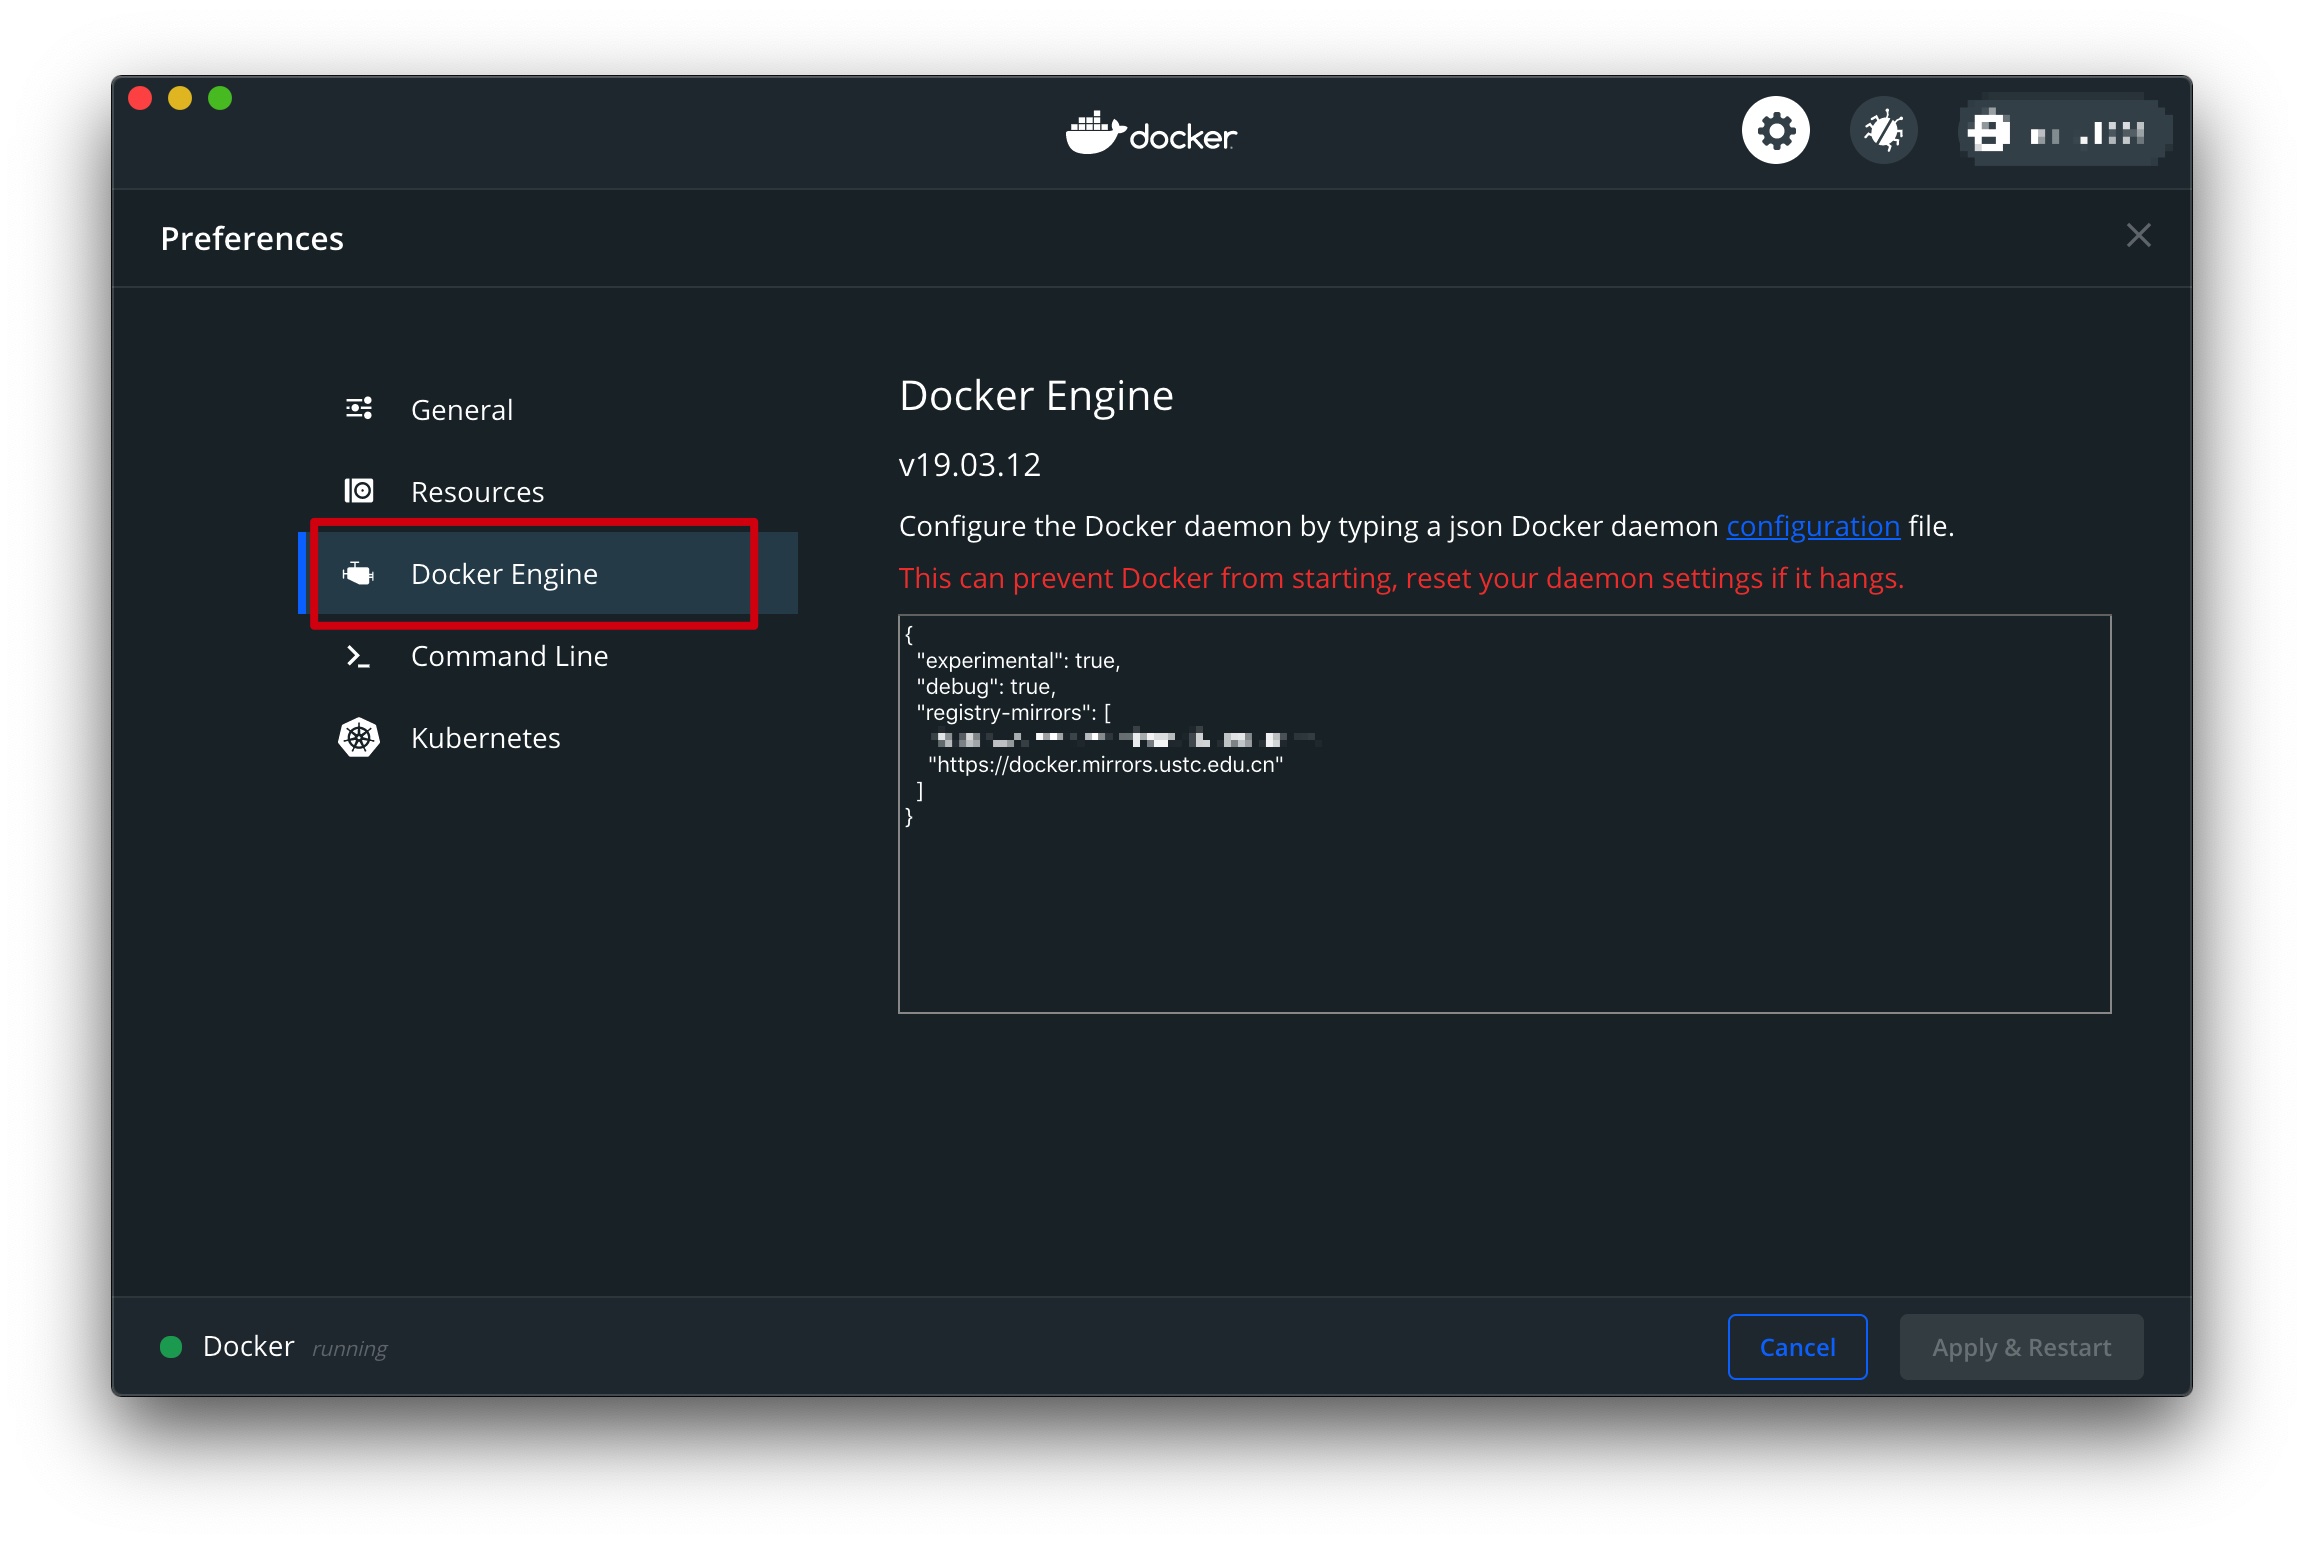 docker
Preferences
General
Resources
Docker Engine
Command Line
Kubernetes
Docker Engine
v19.03.12
Configure the Docker daemon by typing a json Docker daemon configuration file.
This can prevent Docker from starting, reset your daemon settings if it hangs.
{
"experimental": true,
"debug": true,
"registry-mirrors": [
"https://docker.mirrors.ustc.edu.cn"
]
}
Docker running
Cancel
Apply & Restart